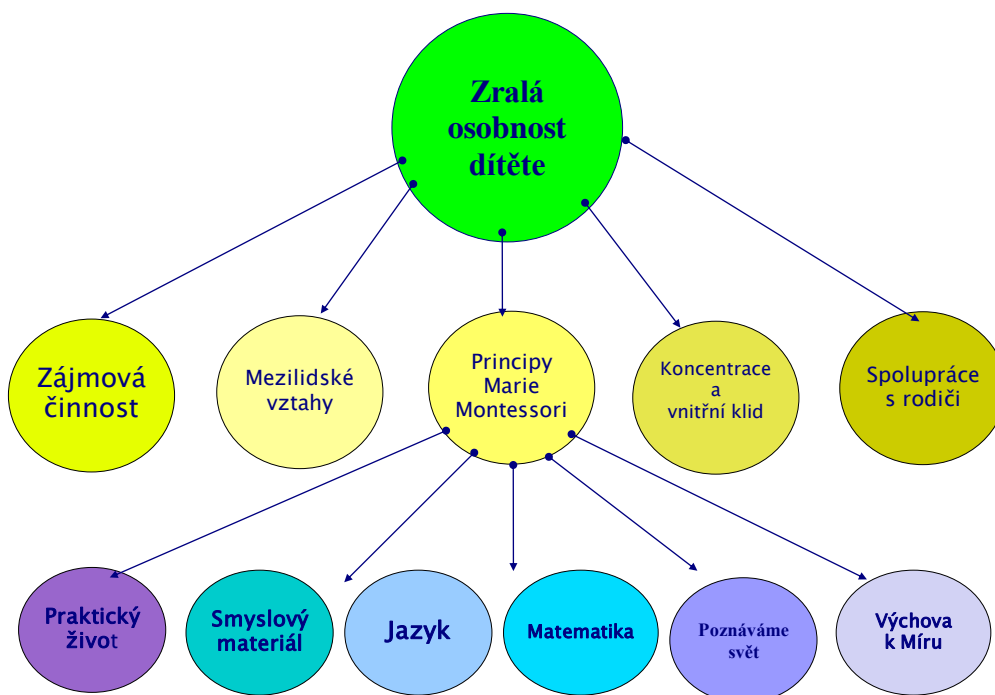 Zralá
osobnost
dítěte
Zájmová
činnost
Mezilidské
vztahy
Principy
Marie
Montessori
Koncentrace
a
vnitřní klid
Spolupráce
s rodiči
Praktický
život
Smyslový
materiál
Jazyk
Matematika
Poznáváme
svět
Výchova
k Míru